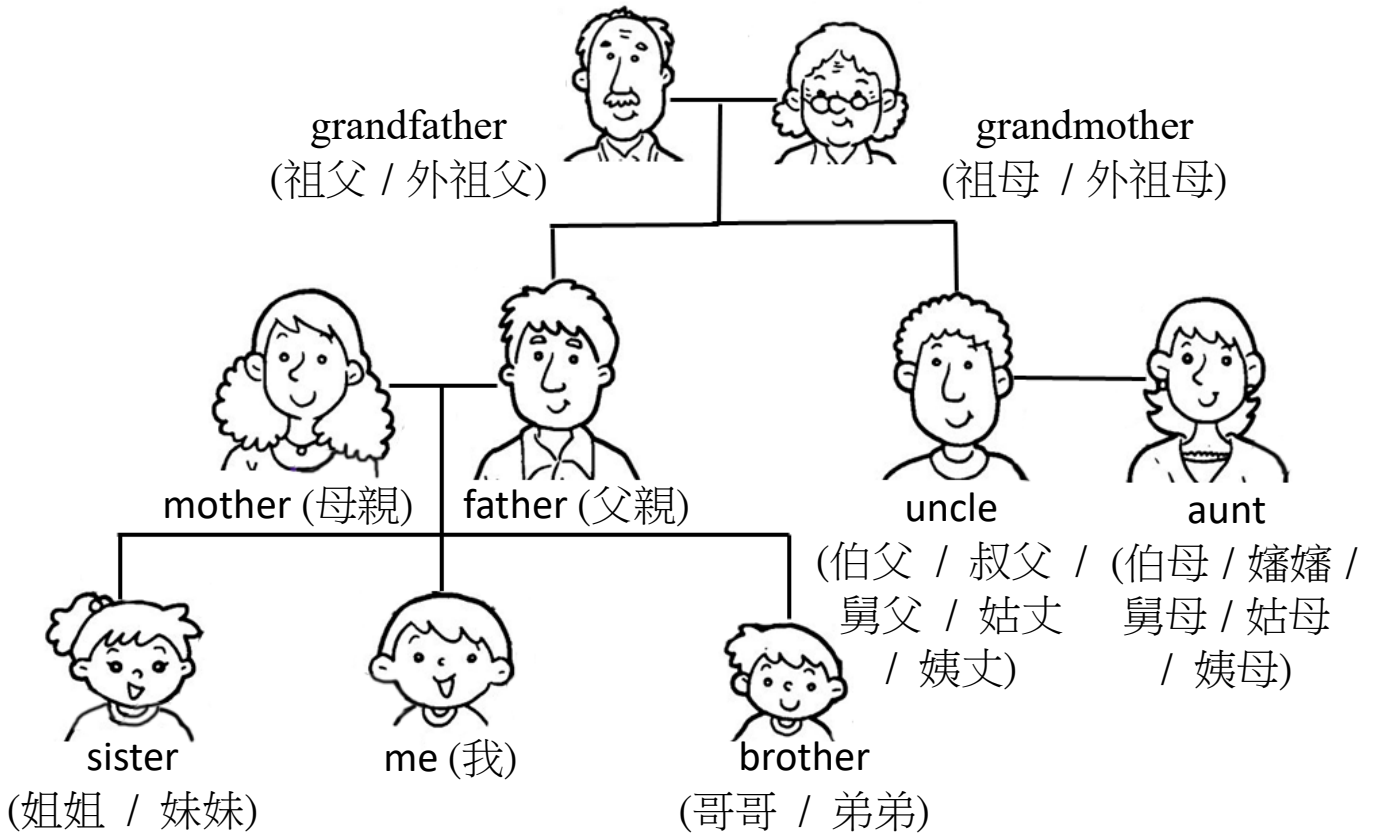 grandfather
(祖父 / 外祖父)
grandmother
(祖母 / 外祖母)
mother (母親)
father (父親)
uncle
(伯父 / 叔父 /
舅父 / 姑丈
/ 姨丈)
aunt
(伯母 / 嬸嬸 /
舅母 / 姑母
/ 姨母)
sister
(姐姐 / 妹妹)
me (我)
brother
(哥哥 / 弟弟)